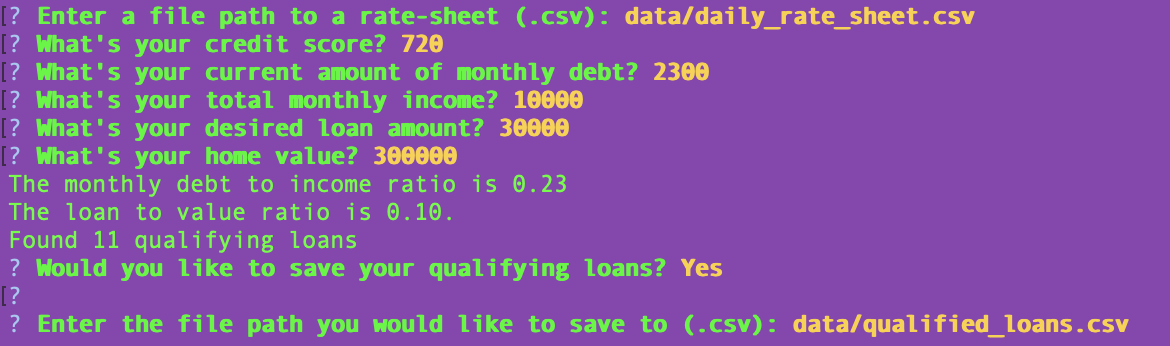 [? Enter a file path to a rate-sheet (.csv): data/daily_rate_sheet.csv
[? What's your credit score? 720
[? What's your current amount of monthly debt? 2300
[? What's your total monthly income? 10000
[? What's your desired loan amount? 30000
[? What's your home value? 300000
The monthly debt to income ratio is 0.23
The loan to value ratio is 0.10.
Found 11 qualifying loans
? Would you like to save your qualifying loans? Yes
[?
? Enter the file path you would like to save to (.csv): data/qualified_loans.csv